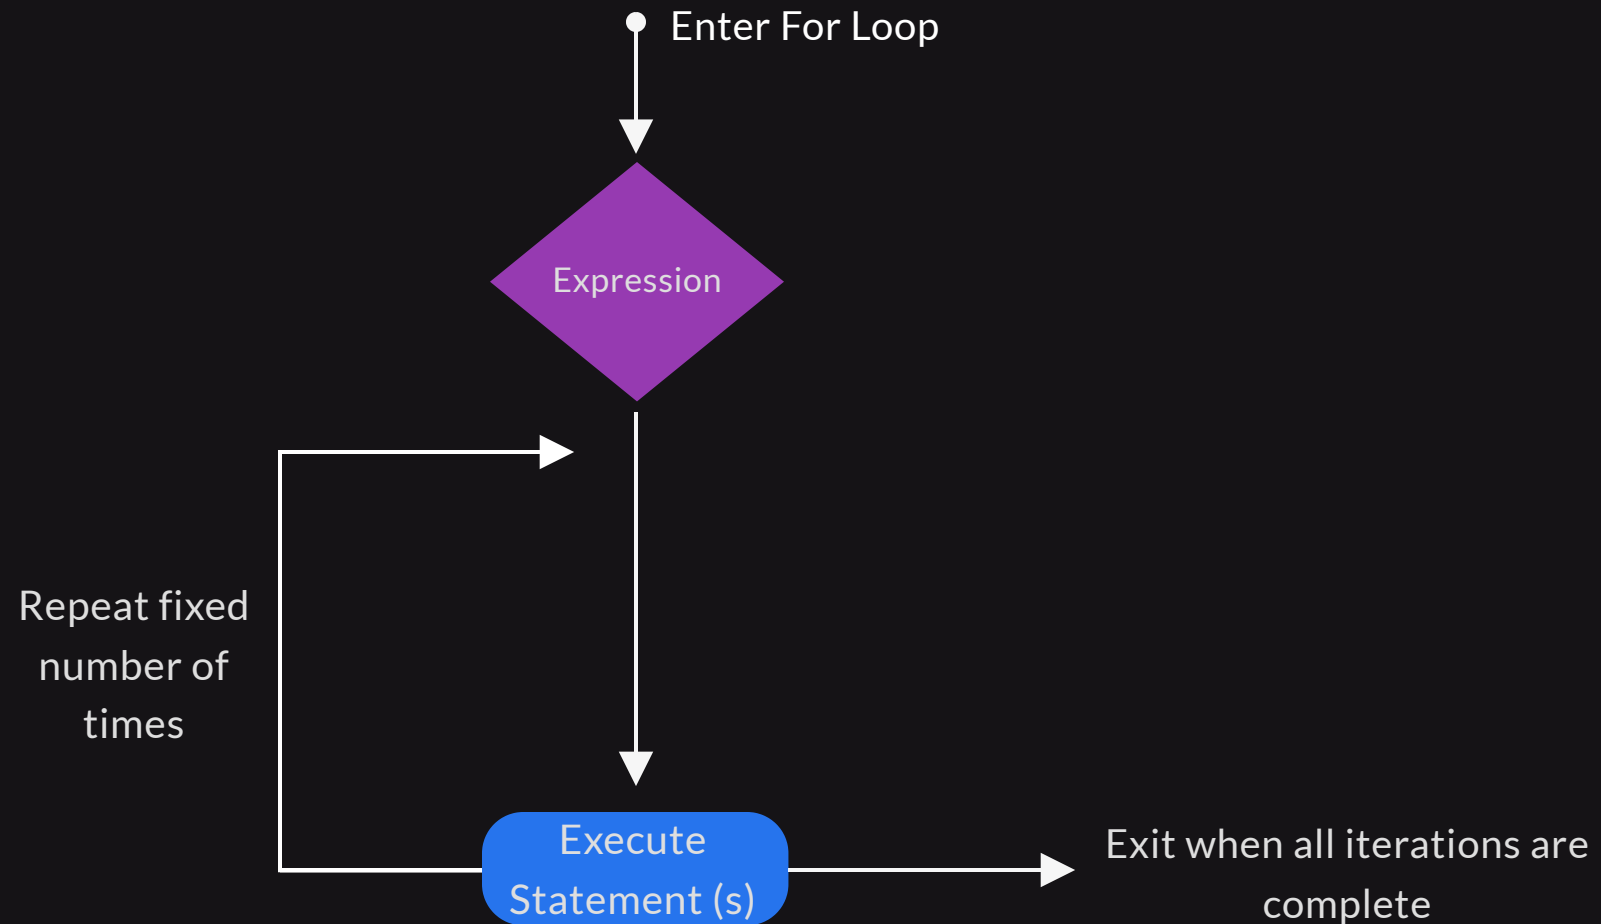 Enter For Loop
Expression
Repeat fixed
number of
times
Execute
Statement (s)
Exit when all iterations are
complete